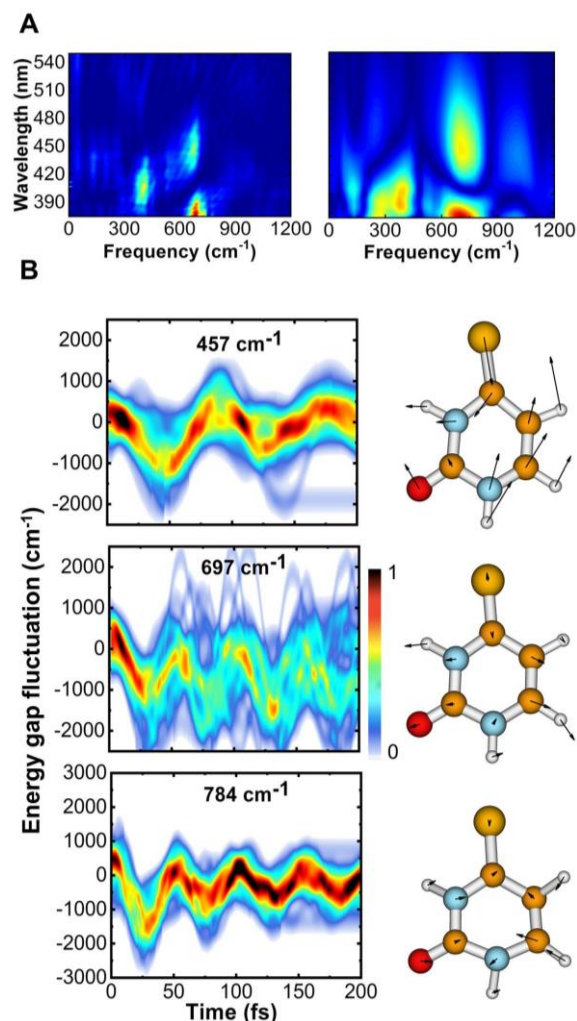 A
Wavelength (nm)
540
510
480
450
420
390
0 300 600 900 1200
Frequency (cm-1)
0 300 600 900 1200
Frequency (cm-1)
B
Energy gap fluctuation (cm-1)
457 cm-1
2000
1000
0
-1000
-2000
697 cm-1
2000
1000
0
-1000
-2000
1
0
784 cm-1
3000
2000
1000
0
-1000
-2000
-3000
0 50 100 150 200
Time (fs)